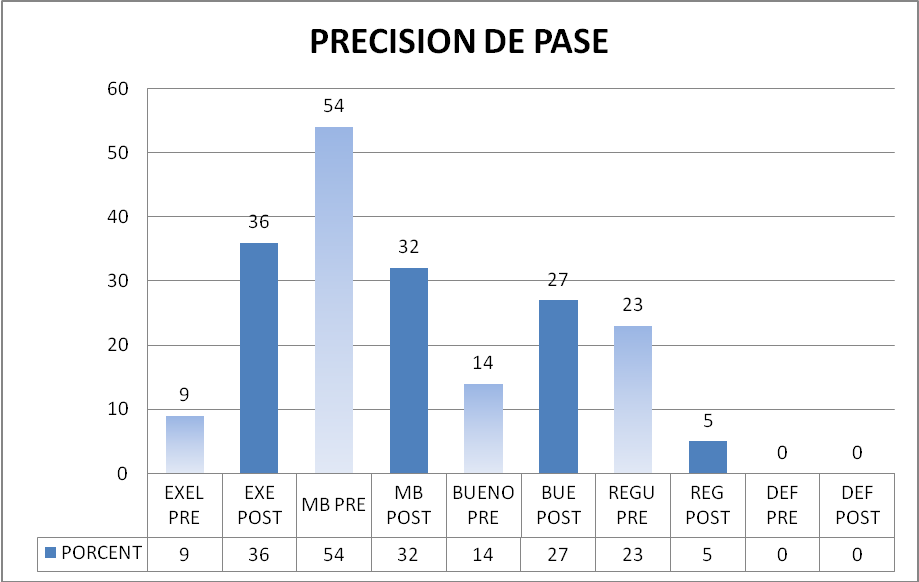 PRECISION DE PASE
60
50
40
30
20
10
0
9
36
54
32
14
27
23
5
0
0
EXEL PRE
EXE POST
MB PRE
MB POST
BUENO PRE
BUE POST
REGU PRE
REG POST
DEF PRE
DEF POST
PORCENT 9 36 54 32 14 27 23 5 0 0